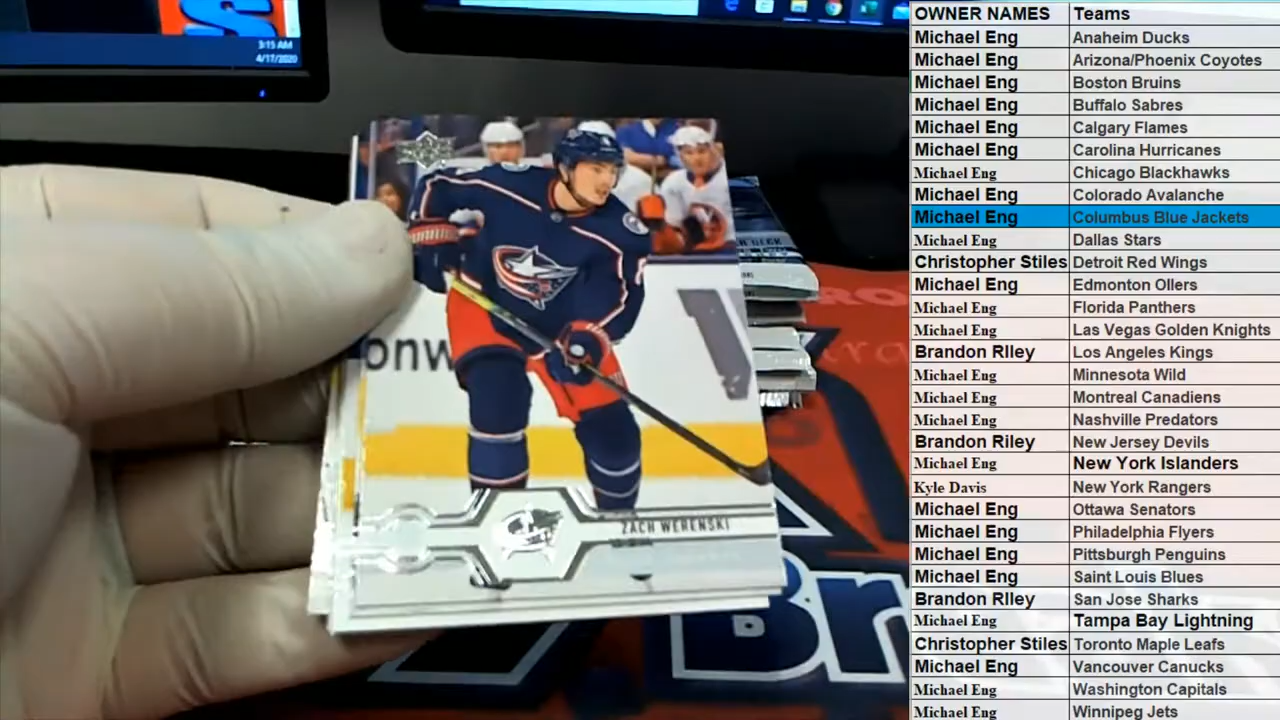 3:15 AM
4/17/2020
onw
ZACH WERENSKI
Br
OWNER NAMES Teams
Michael Eng Anaheim Ducks
Michael Eng Arizona/Phoenix Coyotes
Michael Eng Boston Bruins
Michael Eng Buffalo Sabres
Michael Eng Calgary Flames
Michael Eng Carolina Hurricanes
Michael Eng Chicago Blackhawks
Michael Eng Colorado Avalanche
Michael Eng Columbus Blue Jackets
Michael Eng Dallas Stars
Christopher Stiles Detroit Red Wings
Michael Eng Edmonton Ollers
Michael Eng Florida Panthers
Michael Eng Las Vegas Golden Knights
Brandon RIley Los Angeles Kings
Michael Eng Minnesota Wild
Michael Eng Montreal Canadiens
Michael Eng Nashville Predators
Brandon Riley New Jersey Devils
Michael Eng New York Islanders
Kyle Davis New York Rangers
Michael Eng Ottawa Senators
Michael Eng Philadelphia Flyers
Michael Eng Pittsburgh Penguins
Michael Eng Saint Louis Blues
Brandon RIley San Jose Sharks
Michael Eng Tampa Bay Lightning
Christopher Stiles Toronto Maple Leafs
Michael Eng Vancouver Canucks
Michael Eng Washington Capitals
Michael Eng Winnipeg Jets